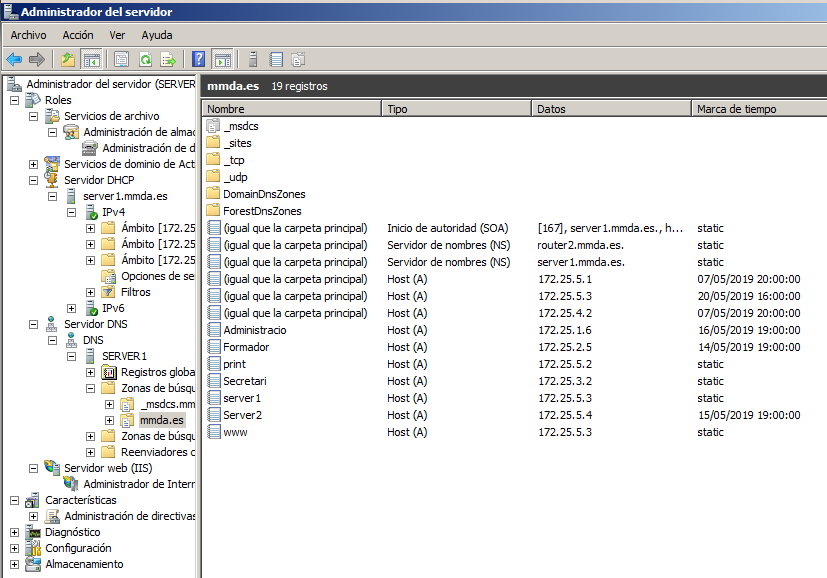 Administrador del servidor
Archivo Acción Ver Ayuda
Administrador del servidor (SERVER
Roles
Servicios de archivo
Administración de almac
Administración de d
Servicios de dominio de Act
Servidor DHCP
server1.mmda.es
IPv4
Ámbito [172.25
Ámbito [172.25
Ámbito [172.25
Opciones de se
Filtros
IPv6
Servidor DNS
DNS
SERVER1
Registros globa
Zonas de búsqu
_msdcs.mm
mmda.es
Zonas de búsqu
Reenviadores c
Servidor web (IIS)
Administrador de Intern
Características
Administración de directivas
Diagnóstico
Configuración
Almacenamiento
mmda.es 19 registros
Nombre Tipo Datos Marca de tiempo
_msdcs
_sites
_tcp
_udp
DomainDnsZones
ForestDnsZones
(igual que la carpeta principal) Inicio de autoridad (SOA) [167], server1.mmda.es., h... static
(igual que la carpeta principal) Servidor de nombres (NS) router2.mmda.es. static
(igual que la carpeta principal) Servidor de nombres (NS) server1.mmda.es. static
(igual que la carpeta principal) Host (A) 172.25.5.1 07/05/2019 20:00:00
(igual que la carpeta principal) Host (A) 172.25.5.3 20/05/2019 16:00:00
(igual que la carpeta principal) Host (A) 172.25.4.2 07/05/2019 20:00:00
Administracio Host (A) 172.25.1.6 16/05/2019 19:00:00
Formador Host (A) 172.25.2.5 14/05/2019 19:00:00
print Host (A) 172.25.5.2 static
Secretari Host (A) 172.25.3.2 static
server1 Host (A) 172.25.5.3 static
Server2 Host (A) 172.25.5.4 15/05/2019 19:00:00
www Host (A) 172.25.5.3 static